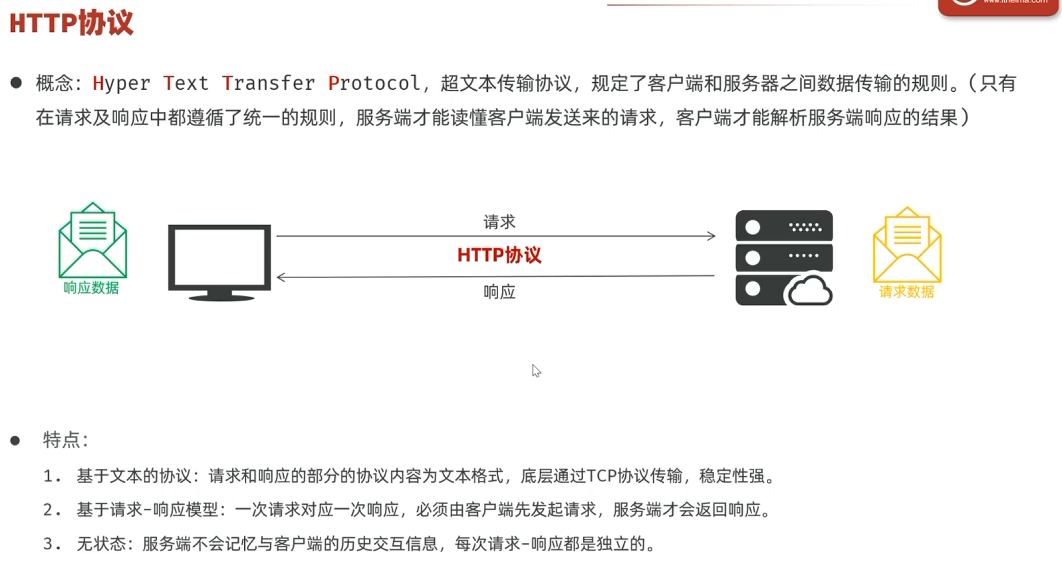 www.itheima.com
HTTP协议
● 概念：Hyper Text Transfer Protocol，超文本传输协议，规定了客户端和服务器之间数据传输的规则。（只有
在请求及响应中都遵循了统一的规则，服务端才能读懂客户端发送来的请求，客户端才能解析服务端响应的结果）
请求
HTTP协议
响应
响应数据
请求数据
● 特点：
1. 基于文本的协议：请求和响应的部分的协议内容为文本格式，底层通过TCP协议传输，稳定性强。
2. 基于请求-响应模型：一次请求对应一次响应，必须由客户端先发起请求，服务端才会返回响应。
3. 无状态：服务端不会记忆与客户端的历史交互信息，每次请求-响应都是独立的。